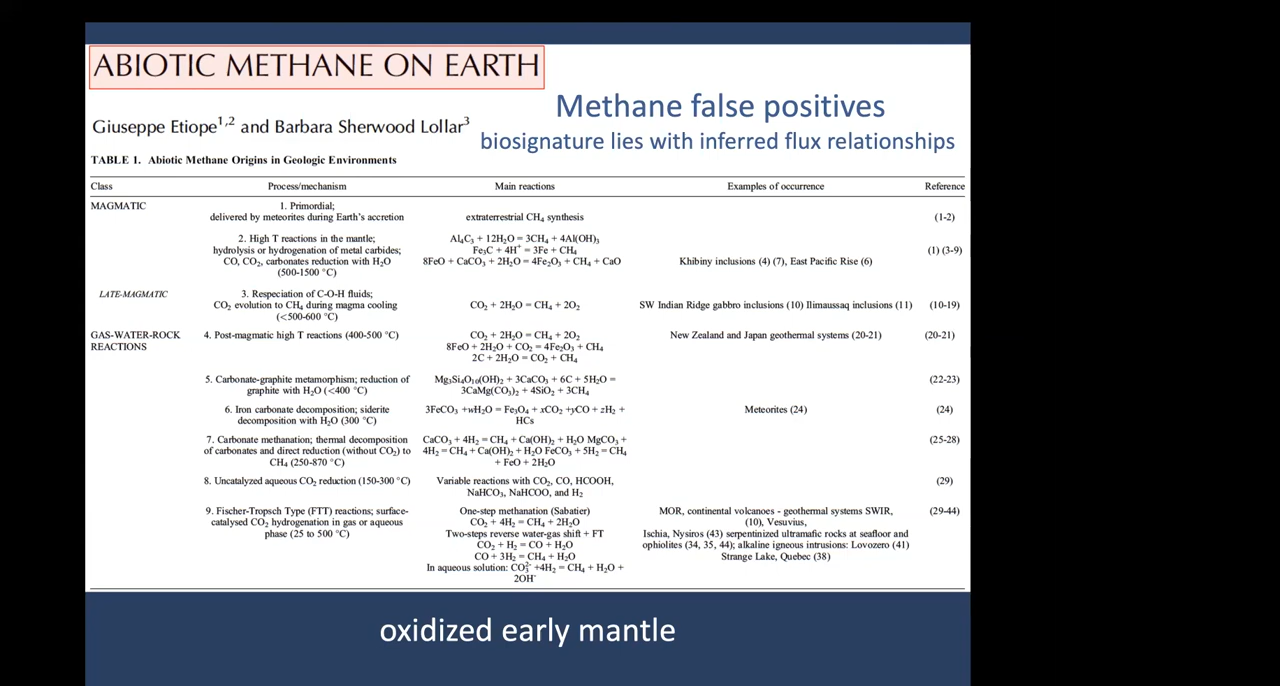 ABIOTIC METHANE ON EARTH
Methane false positives
Giuseppe Etiope1,2 and Barbara Sherwood Lollar3
biosignature lies with inferred flux relationships
TABLE 1. Abiotic Methane Origins in Geologic Environments
Class Process/mechanism Main reactions Examples of occurrence Reference
MAGMATIC 1. Primordial;
delivered by meteorites during Earth's accretion extraterrestrial CH4 synthesis (1-2)
2. High T reactions in the mantle; Al4C3 + 12H2O = 3CH4 + 4Al(OH)3
hydrolysis or hydrogenation of metal carbides; Fe3C + 4H+ = 3Fe + CH4 (1) (3-9)
CO, CO2, carbonates reduction with H2O 8FeO + CaCO3 + 2H2O = 4Fe2O3 + CH4 + CaO Khibiny inclusions (4) (7), East Pacific Rise (6)
(500-1500 °C)
LATE-MAGMATIC 3. Respeciation of C-O-H fluids;
CO2 evolution to CH4 during magma cooling CO2 + 2H2O = CH4 + 2O2 SW Indian Ridge gabbro inclusions (10) Ilimaussaq inclusions (11) (10-19)
(<500-600 °C)
GAS-WATER-ROCK 4. Post-magmatic high T reactions (400-500 °C) CO2 + 2H2O = CH4 + 2O2 New Zealand and Japan geothermal systems (20-21) (20-21)
REACTIONS 8FeO + 2H2O + CO2 = 4Fe2O3 + CH4
2C + 2H2O = CO2 + CH4
5. Carbonate-graphite metamorphism; reduction of Mg3Si4O10(OH)2 + 3CaCO3 + 6C + 5H2O = (22-23)
graphite with H2O (<400 °C) 3CaMg(CO3)2 + 4SiO2 + 3CH4
6. Iron carbonate decomposition; siderite 3FeCO3 +wH2O = Fe3O4 + xCO2 +yCO + zH2 + Meteorites (24) (24)
decomposition with H2O (300 °C) HCs
7. Carbonate methanation; thermal decomposition CaCO3 + 4H2 = CH4 + Ca(OH)2 + H2O MgCO3 + (25-28)
of carbonates and direct reduction (without CO2) to 4H2 = CH4 + Ca(OH)2 + H2O FeCO3 + 5H2 = CH4
CH4 (250-870 °C) + FeO + 2H2O
8. Uncatalyzed aqueous CO2 reduction (150-300 °C) Variable reactions with CO2, CO, HCOOH, (29)
NaHCO3, NaHCOO, and H2
9. Fischer-Tropsch Type (FTT) reactions; surface- One-step methanation (Sabatier) MOR, continental volcanoes - geothermal systems SWIR, (29-44)
catalysed CO2 hydrogenation in gas or aqueous CO2 + 4H2 = CH4 + 2H2O (10), Vesuvius,
phase (25 to 500 °C) Two-steps reverse water-gas shift + FT Ischia, Nysiros (43) serpentinized ultramafic rocks at seafloor and
CO2 + H2 = CO + H2O ophiolites (34, 35, 44); alkaline igneous intrusions: Lovozero (41)
CO + 3H2 = CH4 + H2O Strange Lake, Quebec (38)
In aqueous solution: CO3^2- +4H2 = CH4 + H2O +
2OH-
oxidized early mantle